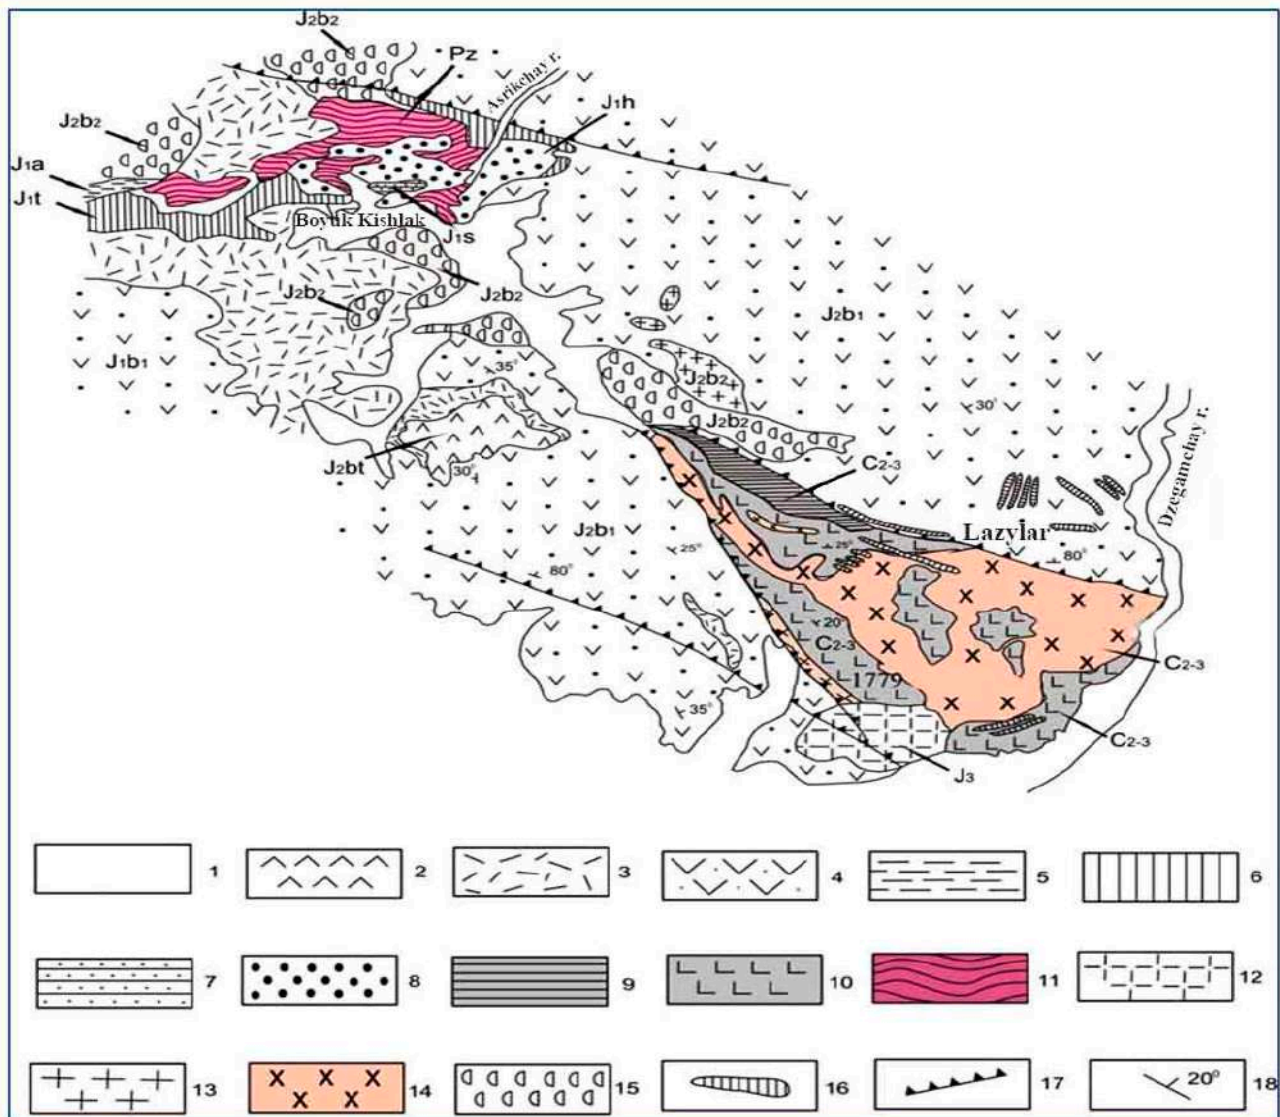 J2b2
Pz
Asrikchay r.
J1h
J2b2
J1a
J1t
Boyuk Kishlak
J1s
J2b2
J2b2
J2b1
J1b1
35°
J2b2
30°
J2b2
J2bt
30°
C2-3
J2b1
25°
25°
Lazylar
80°
80°
Dzegamchay r.
20°
C2-3
C2-3
1779
35°
C2-3
J3
1 2 3 4 5 6
7 8 9 10 11 12
13 14 15 16 17 20° 18